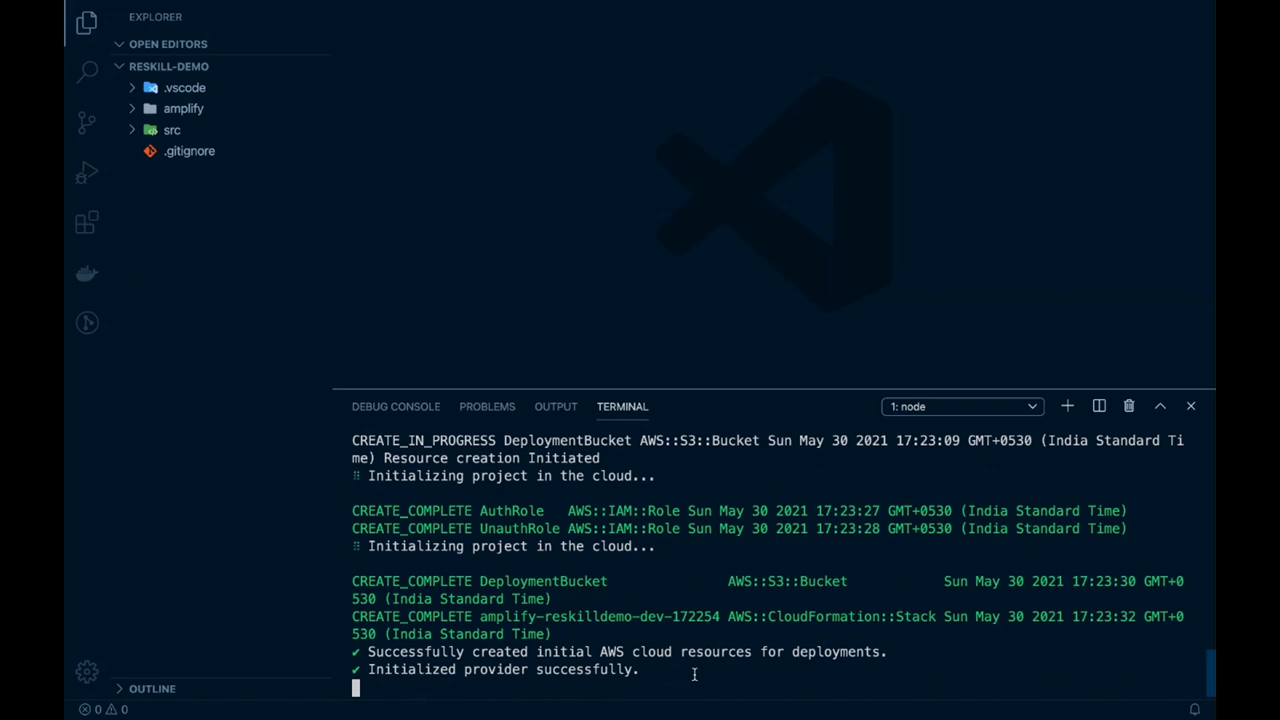 EXPLORER
OPEN EDITORS
RESKILL-DEMO
.vscode
amplify
src
.gitignore
OUTLINE
0 0
DEBUG CONSOLE PROBLEMS OUTPUT TERMINAL 1: node
CREATE_IN_PROGRESS DeploymentBucket AWS::S3::Bucket Sun May 30 2021 17:23:09 GMT+0530 (India Standard Ti
me) Resource creation Initiated
⠿ Initializing project in the cloud...
CREATE_COMPLETE AuthRole AWS::IAM::Role Sun May 30 2021 17:23:27 GMT+0530 (India Standard Time)
CREATE_COMPLETE UnauthRole AWS::IAM::Role Sun May 30 2021 17:23:28 GMT+0530 (India Standard Time)
⠿ Initializing project in the cloud...
CREATE_COMPLETE DeploymentBucket AWS::S3::Bucket Sun May 30 2021 17:23:30 GMT+0
530 (India Standard Time)
CREATE_COMPLETE amplify-reskilldemo-dev-172254 AWS::CloudFormation::Stack Sun May 30 2021 17:23:32 GMT+0
530 (India Standard Time)
✔ Successfully created initial AWS cloud resources for deployments.
✔ Initialized provider successfully.